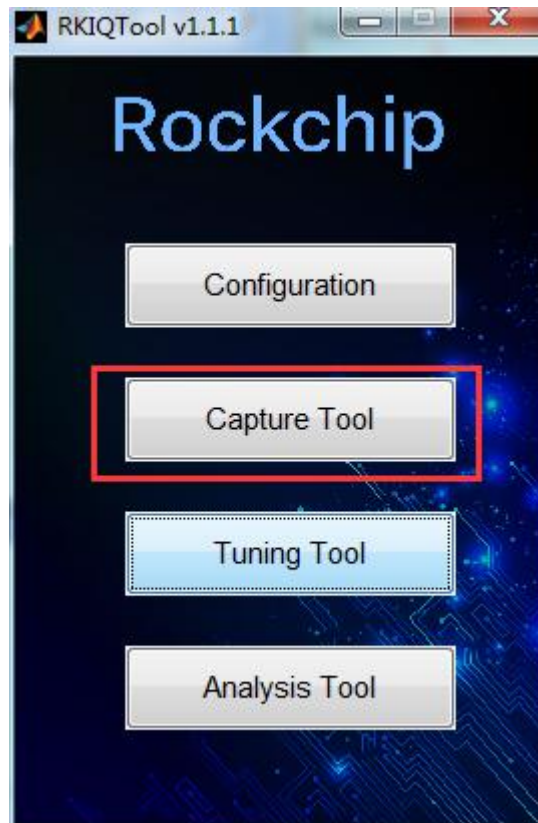 RKIQTool v1.1.1
Rockchip
Configuration
Capture Tool
Tuning Tool
Analysis Tool